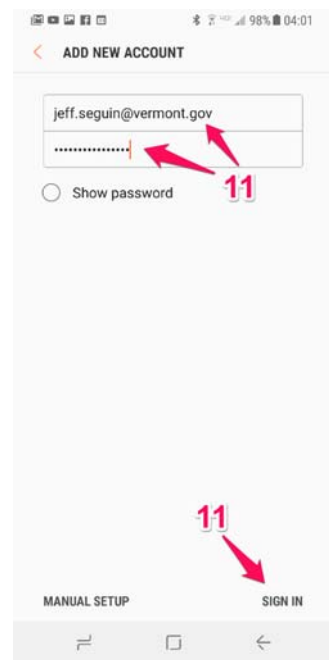 98% 04:01
ADD NEW ACCOUNT
jeff.seguin@vermont.gov
••••••••••••••••
11
Show password
11
MANUAL SETUP
SIGN IN